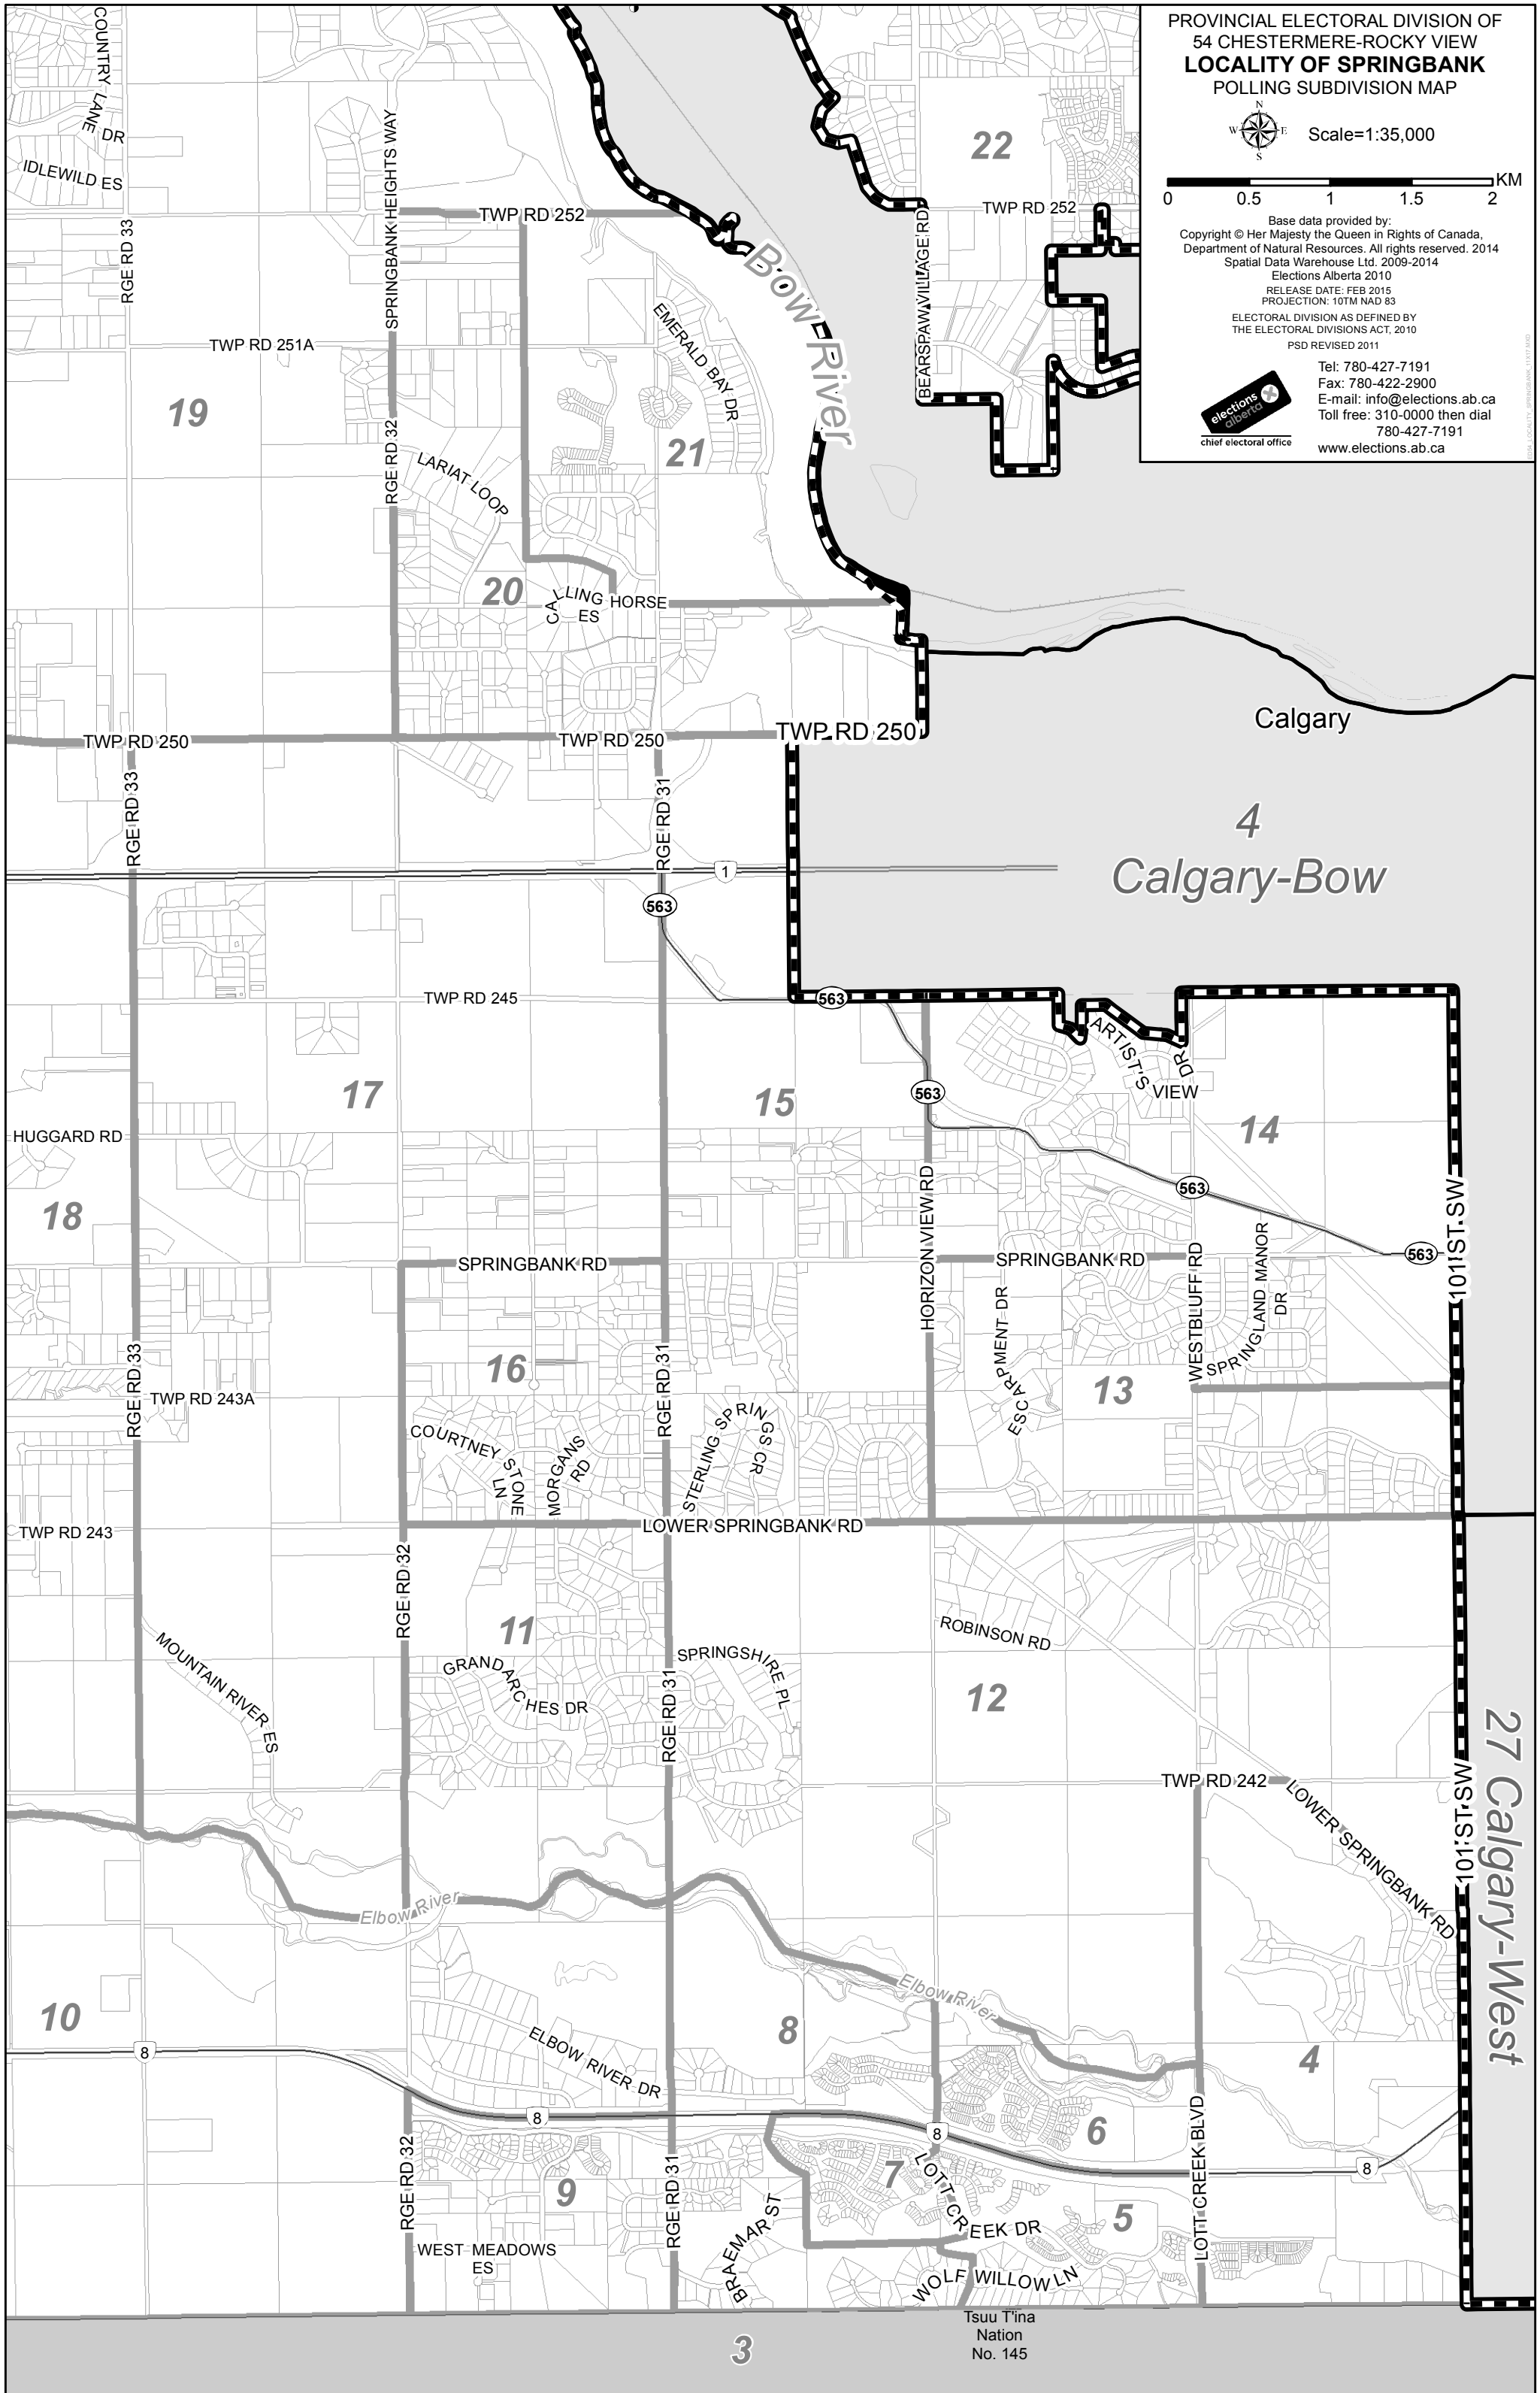 PROVINCIAL ELECTORAL DIVISION OF
54 CHESTERMERE-ROCKY VIEW
LOCALITY OF SPRINGBANK
POLLING SUBDIVISION MAP
N
W E
S
Scale=1:35,000
KM
0 0.5 1 1.5 2
Base data provided by:
Copyright © Her Majesty the Queen in Rights of Canada,
Department of Natural Resources. All rights reserved. 2014
Spatial Data Warehouse Ltd. 2009-2014
Elections Alberta 2010
RELEASE DATE: FEB 2015
PROJECTION: 10TM NAD 83
ELECTORAL DIVISION AS DEFINED BY
THE ELECTORAL DIVISIONS ACT, 2010
PSD REVISED 2011
elections
alberta
chief electoral office
Tel: 780-427-7191
Fax: 780-422-2900
E-mail: info@elections.ab.ca
Toll free: 310-0000 then dial
780-427-7191
www.elections.ab.ca
COUNTRY LANE DR
IDLEWILD ES
RGE RD 33
SPRINGBANK HEIGHTS WAY
TWP RD 252
22
TWP RD 252
BEARSPAW VILLAGE RD
Bow River
EMERALD BAY DR
TWP RD 251A
19
RGE RD 32
LARIAT LOOP
21
20
CALLING HORSE
ES
TWP RD 250
TWP RD 250
TWP RD 250
Calgary
4
Calgary-Bow
RGE RD 33
RGE RD 31
1
563
TWP RD 245
563
ARTIST'S
VIEW
DR
17
15
563
14
HUGGARD RD
18
563
HORIZON VIEW RD
101 ST SW
SPRINGBANK RD
SPRINGBANK RD
563
WESTBLUFF RD
SPRINGLAND MANOR
DR
ESCARPMENT DR
RGE RD 33
16
RGE RD 31
13
TWP RD 243A
COURTNEY STONE
LN
MORGANS
RD
STERLING SPRINGS CR
TWP RD 243
LOWER SPRINGBANK RD
RGE RD 32
11
ROBINSON RD
MOUNTAIN RIVER ES
GRAND ARCHES DR
SPRINGSHIRE PL
RGE RD 31
12
27 Calgary-West
TWP RD 242
LOWER SPRINGBANK RD
101 ST SW
Elbow River
Elbow River
10
8
8
ELBOW RIVER DR
4
8
6
8
LOTT CREEK BLVD
8
RGE RD 32
9
RGE RD 31
7
LOTT CREEK DR
5
WEST MEADOWS
ES
BRAEMAR ST
WOLF WILLOW LN
Tsuu T'ina
Nation
No. 145
3